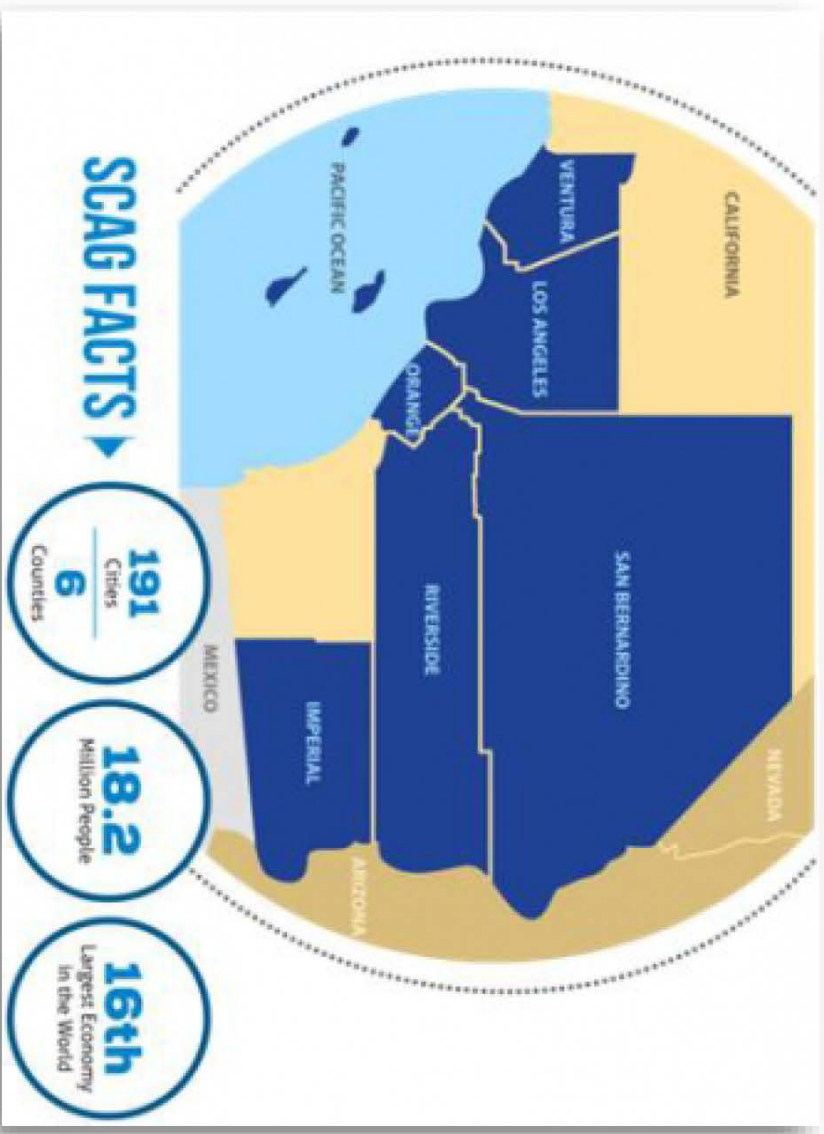 CALIFORNIA
NEVADA
VENTURA
LOS ANGELES
SAN BERNARDINO
ORANGE
RIVERSIDE
PACIFIC OCEAN
IMPERIAL
ARIZONA
MEXICO
SCAG FACTS
191
Cities
6
Counties
18.2
Million People
16th
Largest Economy
in the World